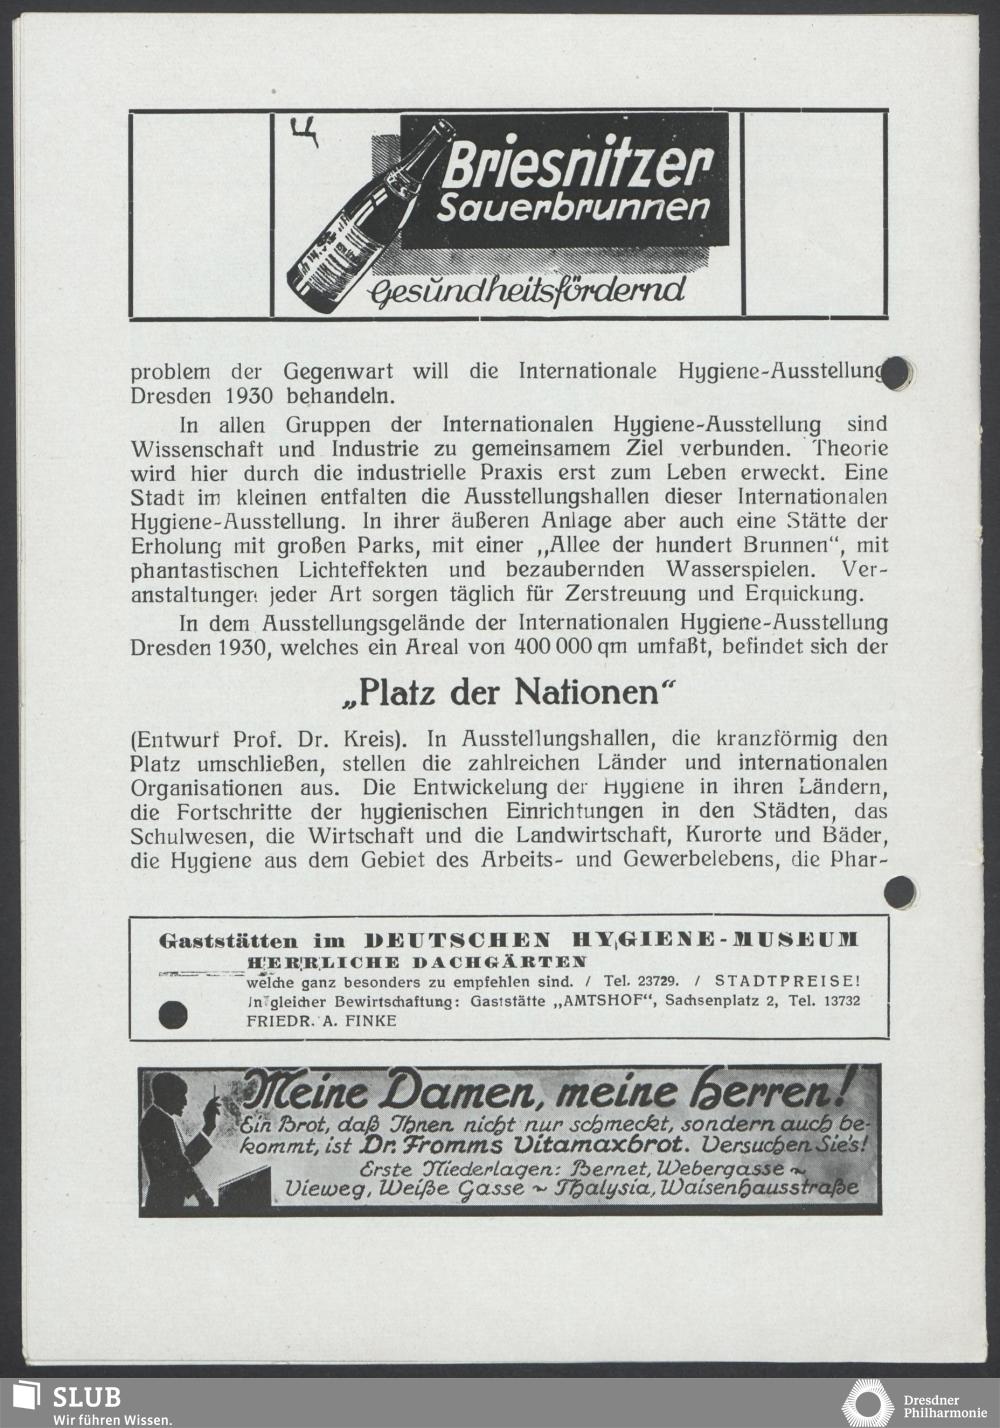 Briesnitzer
Sauerbrunnen
Gesundheitsfördernd
problem der Gegenwart will die Internationale Hygiene-Ausstellung
Dresden 1930 behandeln.
In allen Gruppen der Internationalen Hygiene-Ausstellung sind
Wissenschaft und Industrie zu gemeinsamem Ziel verbunden. Theorie
wird hier durch die industrielle Praxis erst zum Leben erweckt. Eine
Stadt im kleinen entfalten die Ausstellungshallen dieser Internationalen
Hygiene-Ausstellung. In ihrer äußeren Anlage aber auch eine Stätte der
Erholung mit großen Parks, mit einer „Allee der hundert Brunnen“, mit
phantastischen Lichteffekten und bezaubernden Wasserspielen. Ver-
anstaltungen jeder Art sorgen täglich für Zerstreuung und Erquickung.
In dem Ausstellungsgelände der Internationalen Hygiene-Ausstellung
Dresden 1930, welches ein Areal von 400 000 qm umfaßt, befindet sich der
„Platz der Nationen“
(Entwurf Prof. Dr. Kreis). In Ausstellungshallen, die kranzförmig den
Platz umschließen, stellen die zahlreichen Länder und internationalen
Organisationen aus. Die Entwickelung der Hygiene in ihren Ländern,
die Fortschritte der hygienischen Einrichtungen in den Städten, das
Schulwesen, die Wirtschaft und die Landwirtschaft, Kurorte und Bäder,
die Hygiene aus dem Gebiet des Arbeits- und Gewerbelebens, die Phar-
Gaststätten im DEUTSCHEN HYGIENE-MUSEUM
HERRLICHE DACHGÄRTEN
welche ganz besonders zu empfehlen sind. / Tel. 23729. / STADTPREISE!
In gleicher Bewirtschaftung: Gaststätte „AMTSHOF“, Sachsenplatz 2, Tel. 13732
FRIEDR. A. FINKE
Meine Damen, meine Herren!
Ein Brot, daß Ihnen nicht nur schmeckt, sondern auch be-
kommt, ist Dr. Fromms Vitamaxbrot. Versuchen Sie's!
Erste Niederlagen: Bernet, Webergasse ~
Vieweg, Weiße Gasse ~ Thalysia, Waisenhausstraße
SLUB
Wir führen Wissen.
Dresdner
Philharmonie